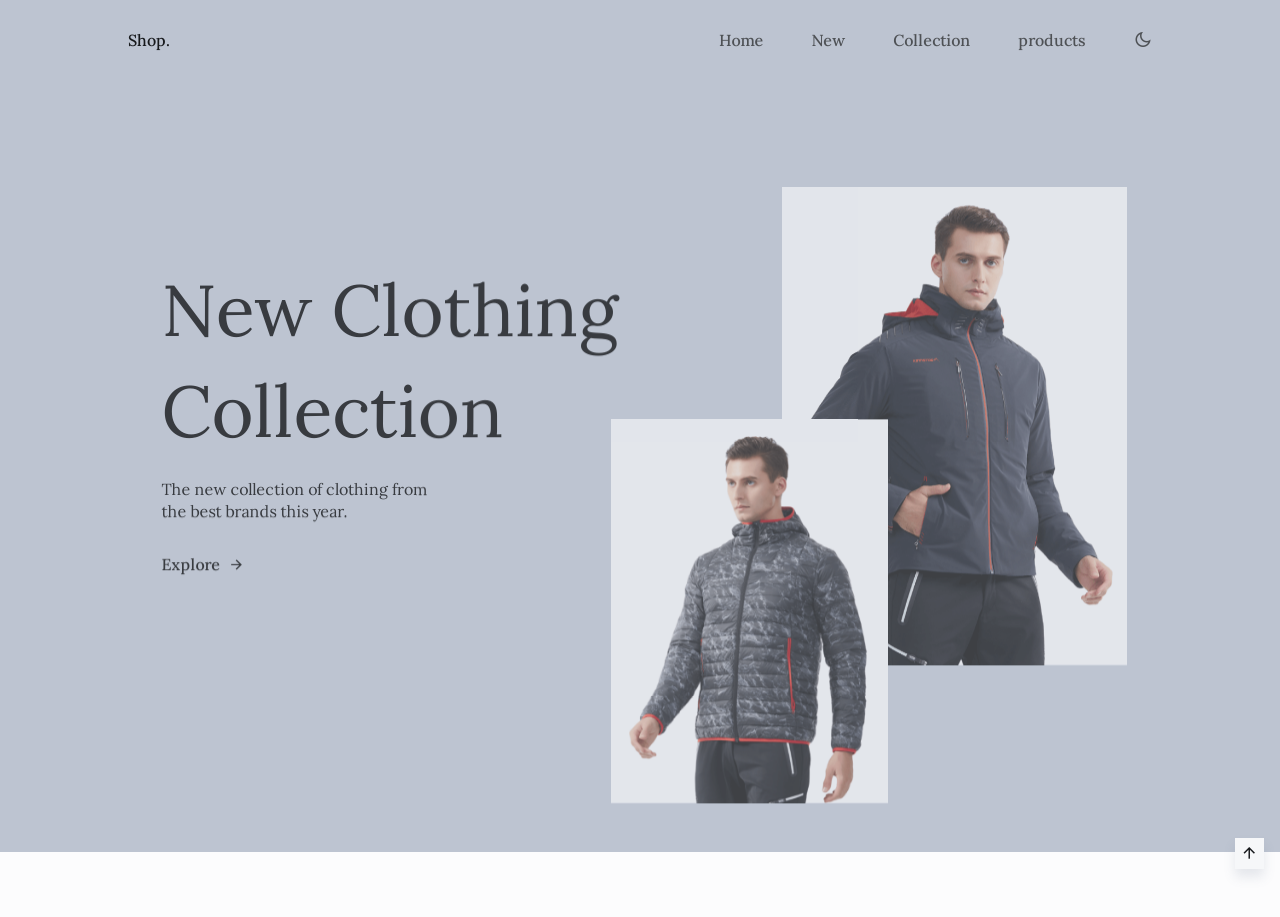 Shop.
Home
New
Collection
products
New Clothing
Collection
The new collection of clothing from
the best brands this year.
Explore